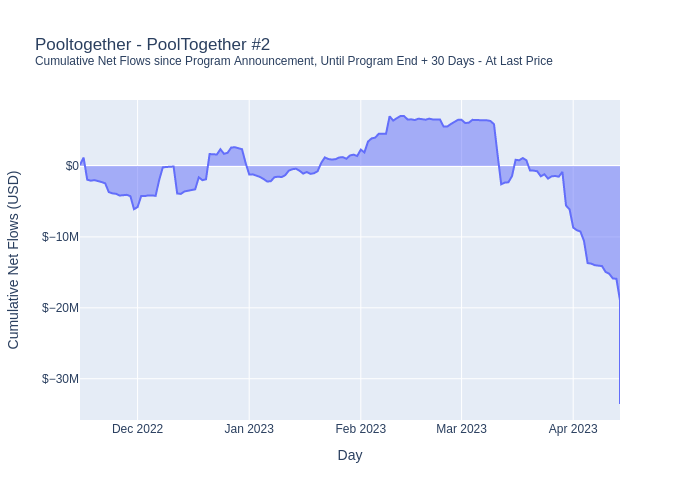 Pooltogether - PoolTogether #2
Cumulative Net Flows since Program Announcement, Until Program End + 30 Days - At Last Price
Cumulative Net Flows (USD)
$0
$−10M
$−20M
$−30M
Dec 2022
Jan 2023
Feb 2023
Mar 2023
Apr 2023
Day